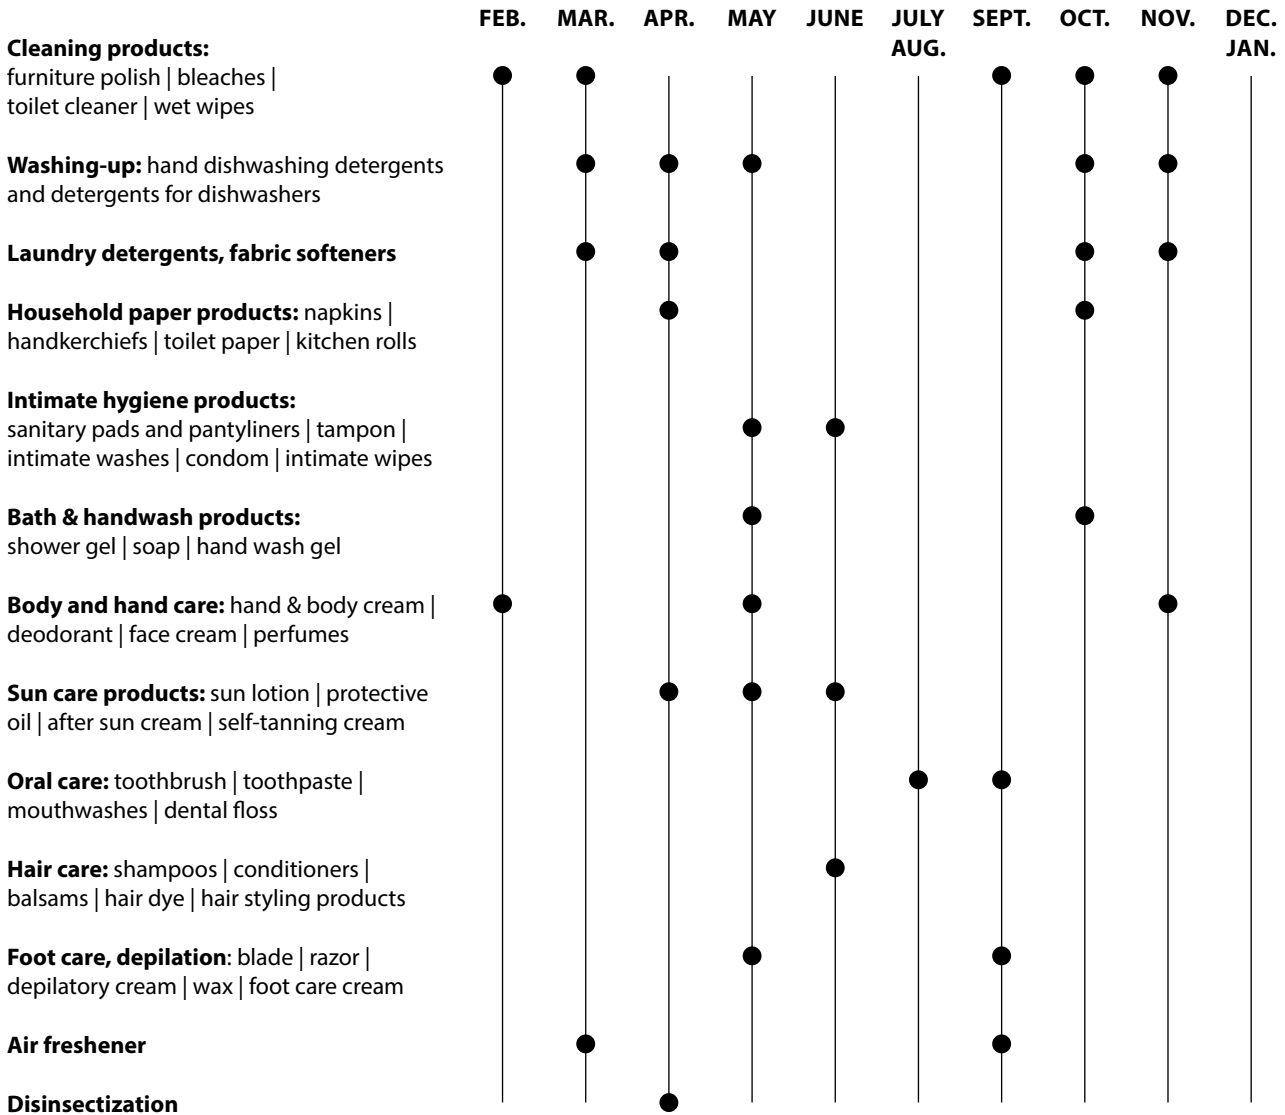 FEB. MAR. APR. MAY JUNE JULY SEPT. OCT. NOV. DEC.
AUG. JAN.
Cleaning products:
furniture polish | bleaches |
toilet cleaner | wet wipes
Washing-up: hand dishwashing detergents
and detergents for dishwashers
Laundry detergents, fabric softeners
Household paper products: napkins |
handkerchiefs | toilet paper | kitchen rolls
Intimate hygiene products:
sanitary pads and pantyliners | tampon |
intimate washes | condom | intimate wipes
Bath & handwash products:
shower gel | soap | hand wash gel
Body and hand care: hand & body cream |
deodorant | face cream | perfumes
Sun care products: sun lotion | protective
oil | after sun cream | self-tanning cream
Oral care: toothbrush | toothpaste |
mouthwashes | dental floss
Hair care: shampoos | conditioners |
balsams | hair dye | hair styling products
Foot care, depilation: blade | razor |
depilatory cream | wax | foot care cream
Air freshener
Disinsectization